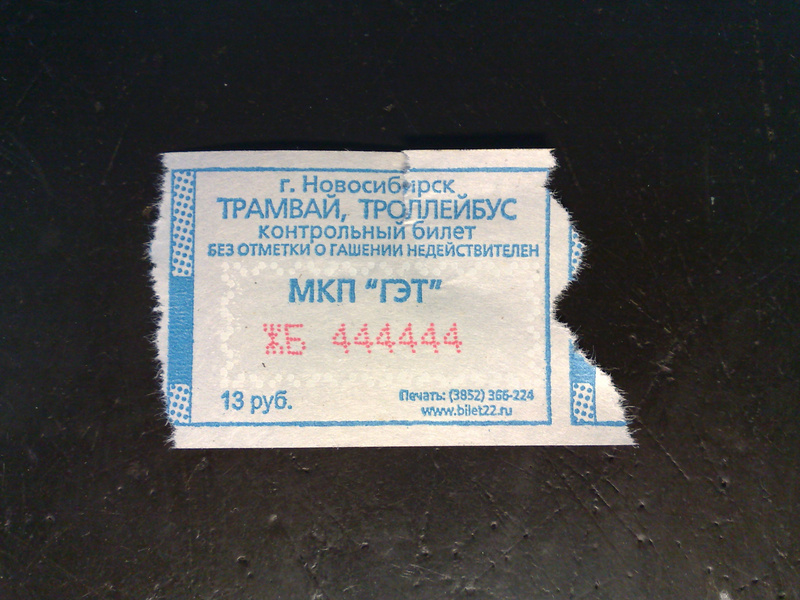 г. Новосибирск
ТРАМВАЙ, ТРОЛЛЕЙБУС
контрольный билет
БЕЗ ОТМЕТКИ О ГАШЕНИИ НЕДЕЙСТВИТЕЛЕН
МКП "ГЭТ"
ЖБ 444444
13 руб.
Печать: (3852) 366-224
www.bilet22.ru